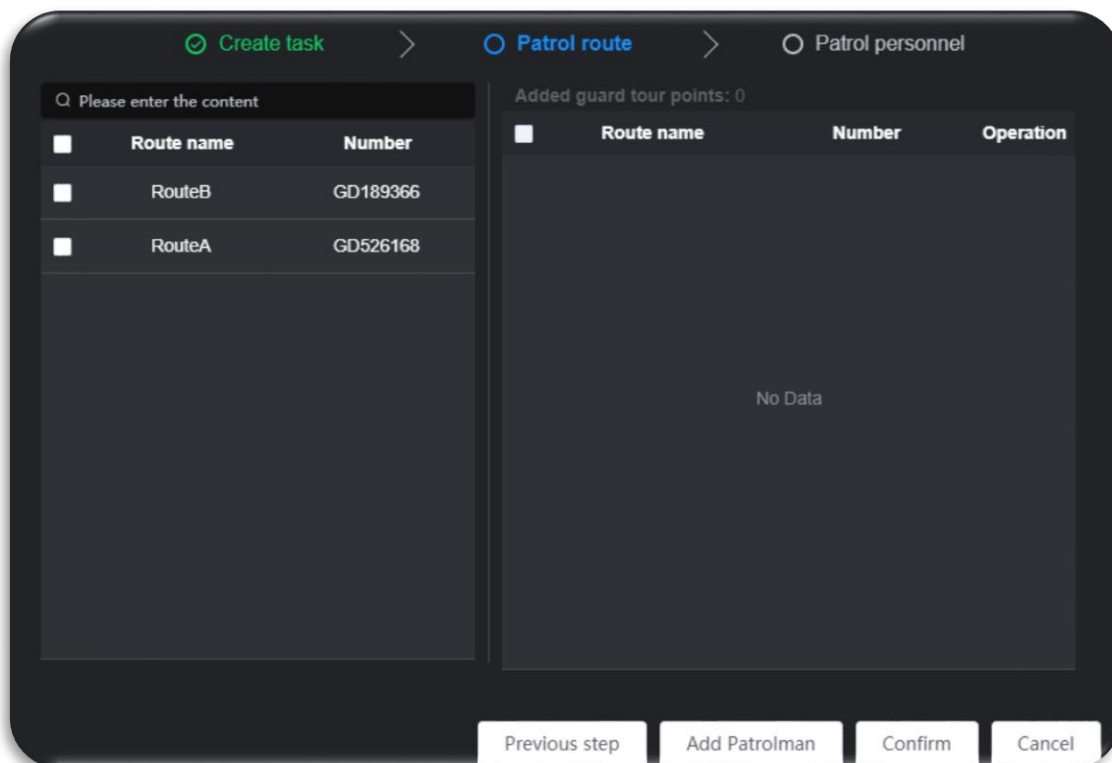 Create task > Patrol route > Patrol personnel
Please enter the content
Route name Number
RouteB GD189366
RouteA GD526168
Added guard tour points: 0
Route name Number Operation
No Data
Previous step Add Patrolman Confirm Cancel